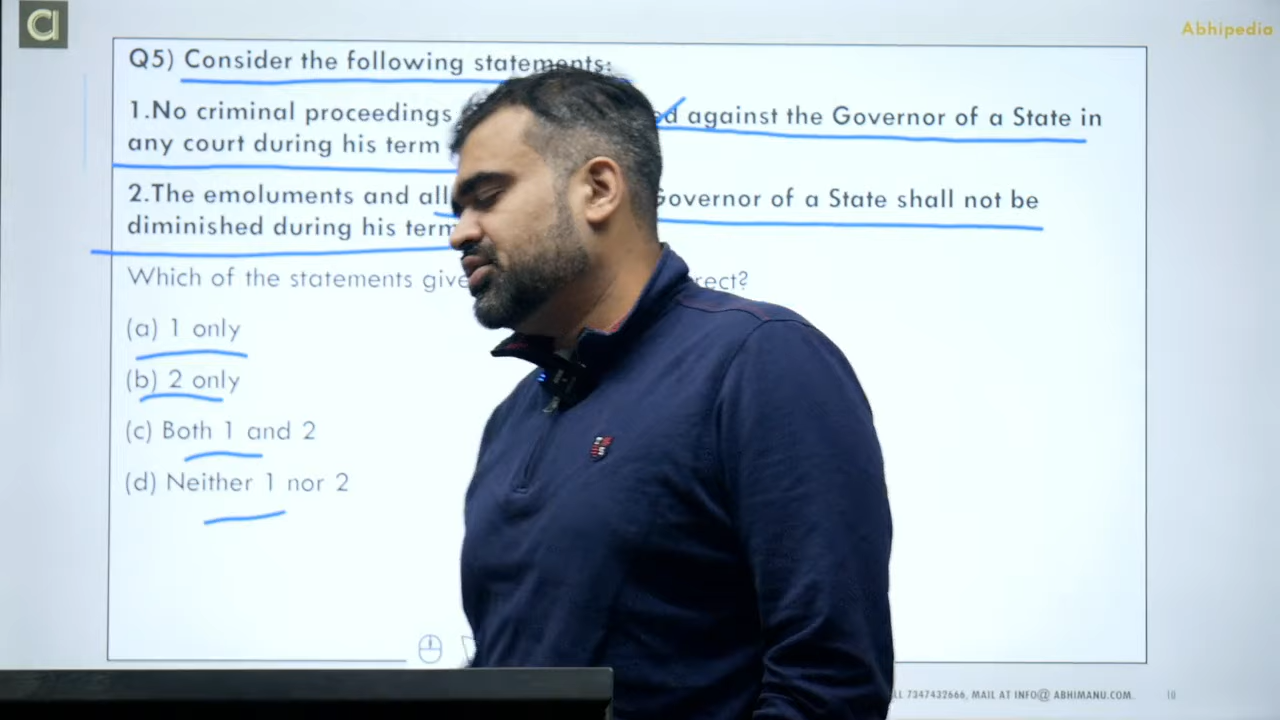 Abhipedia
Q5) Consider the following statements:
1.No criminal proceedings against the Governor of a State in
any court during his term
2.The emoluments and Governor of a State shall not be
diminished during his term
Which of the statements
(a) 1 only
(b) 2 only
(c) Both 1 and 2
(d) Neither 1 nor 2
7347432666, MAIL AT INFO@ ABHIMANU.COM.
10